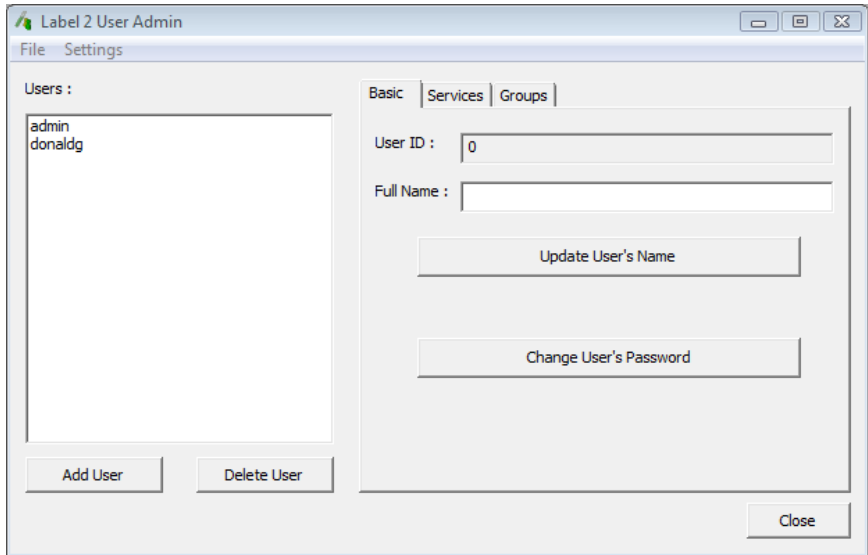 Label 2 User Admin
File Settings
Users :
admin
donaldg
Add User Delete User
Basic Services Groups
User ID : 0
Full Name :
Update User's Name
Change User's Password
Close